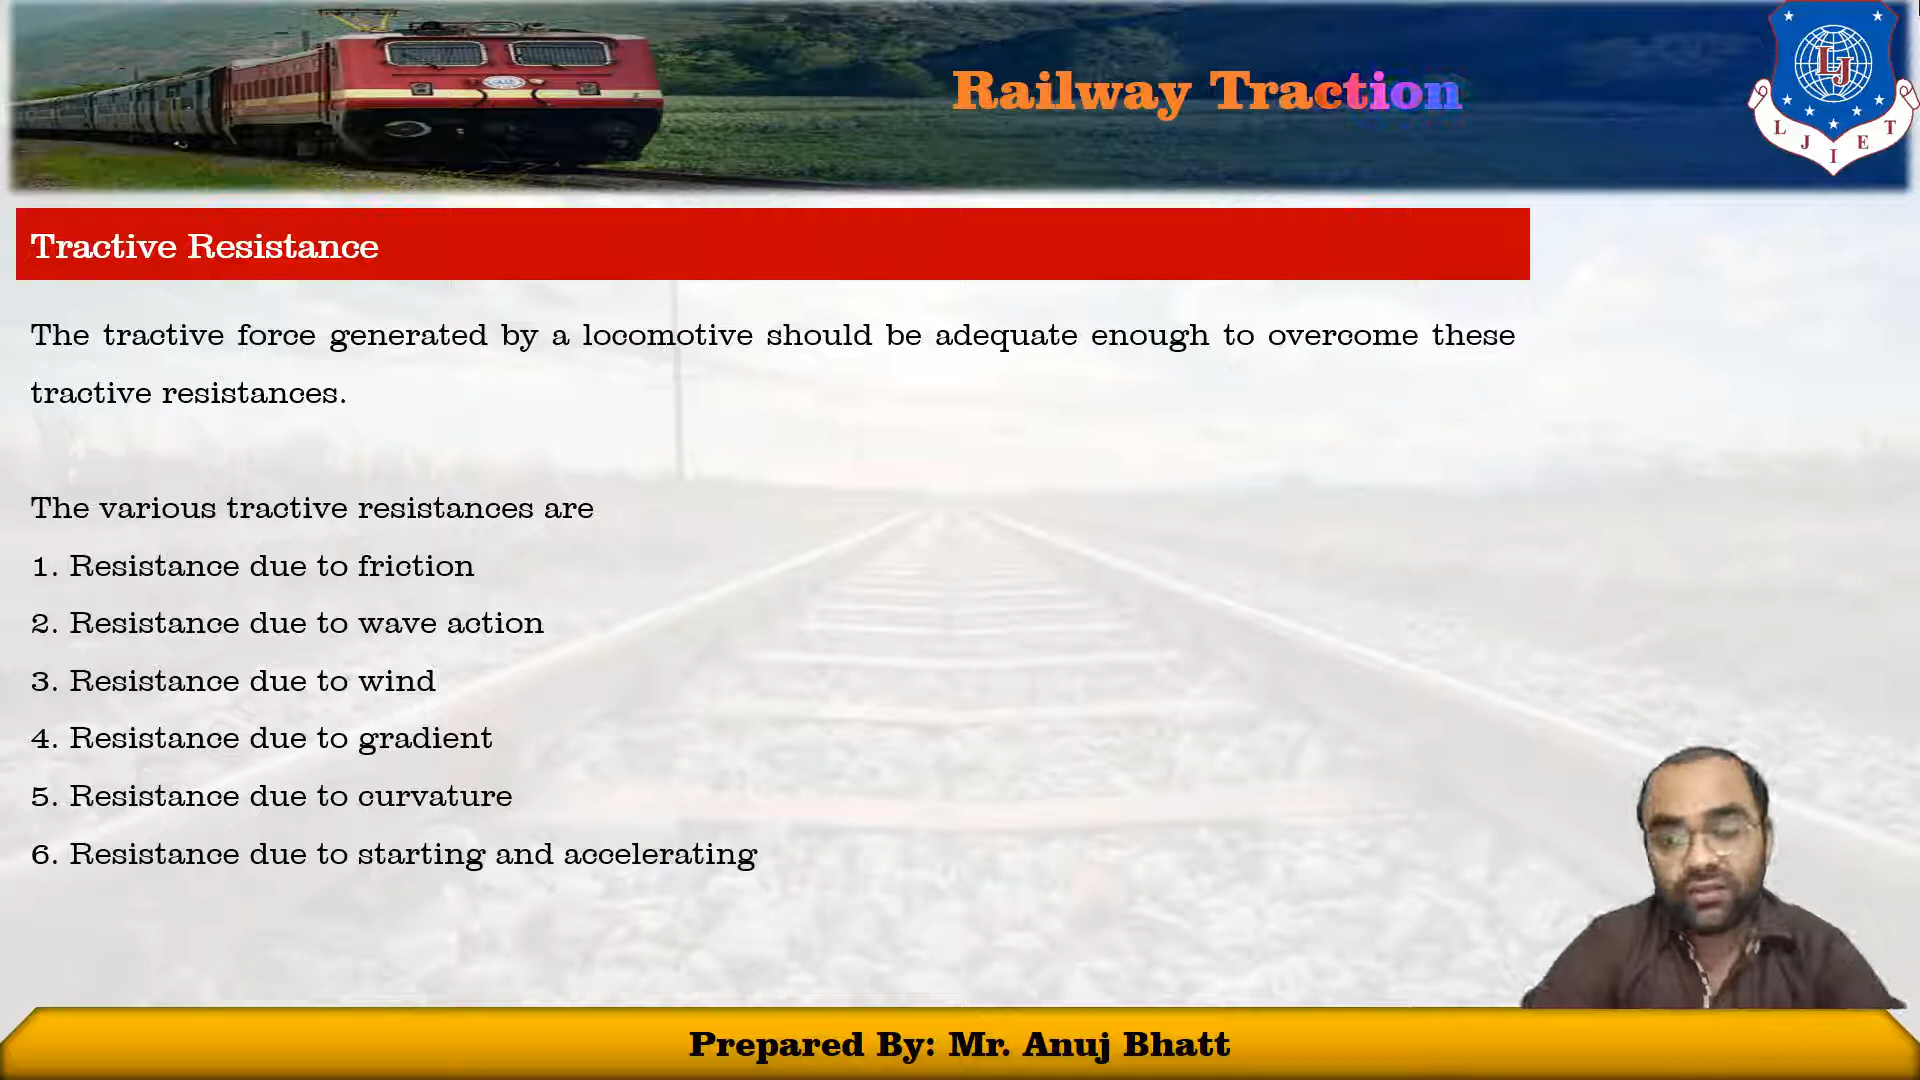 Railway Traction
LJ
L J I E T
Tractive Resistance
The tractive force generated by a locomotive should be adequate enough to overcome these
tractive resistances.
The various tractive resistances are
1. Resistance due to friction
2. Resistance due to wave action
3. Resistance due to wind
4. Resistance due to gradient
5. Resistance due to curvature
6. Resistance due to starting and accelerating
Prepared By: Mr. Anuj Bhatt